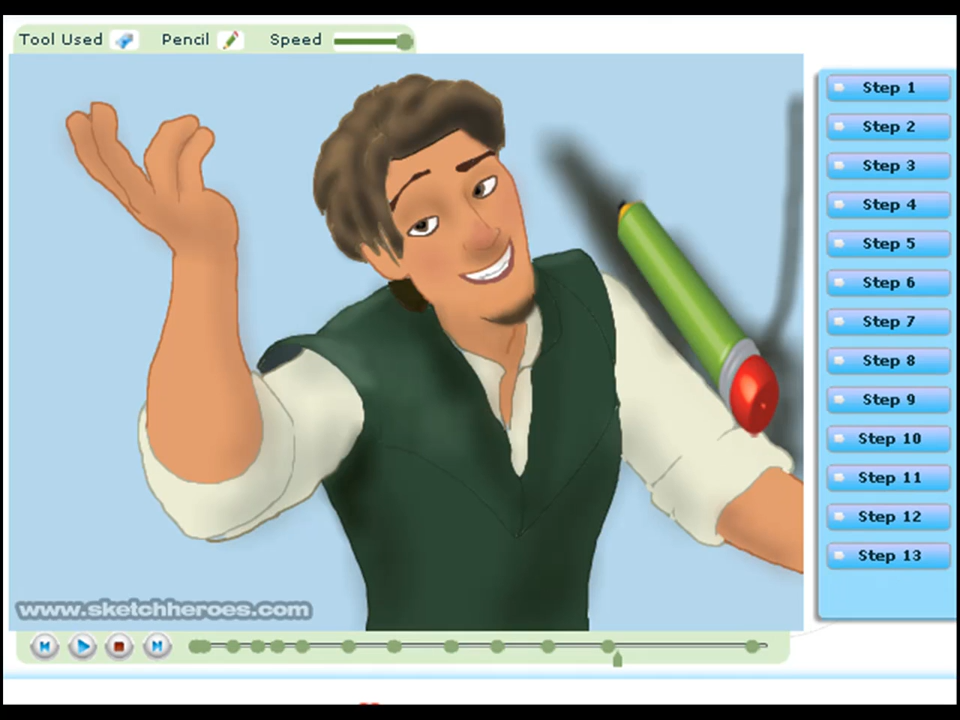 Tool Used Pencil Speed
Step 1
Step 2
Step 3
Step 4
Step 5
Step 6
Step 7
Step 8
Step 9
Step 10
Step 11
Step 12
Step 13
www.sketchheroes.com